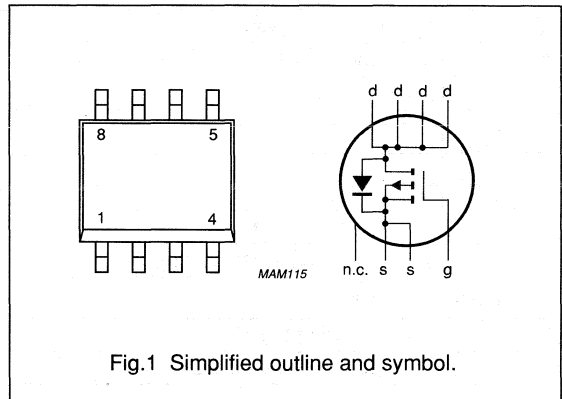 d d d d
8 5
1 4
MAM115
n.c. s s g
Fig.1 Simplified outline and symbol.